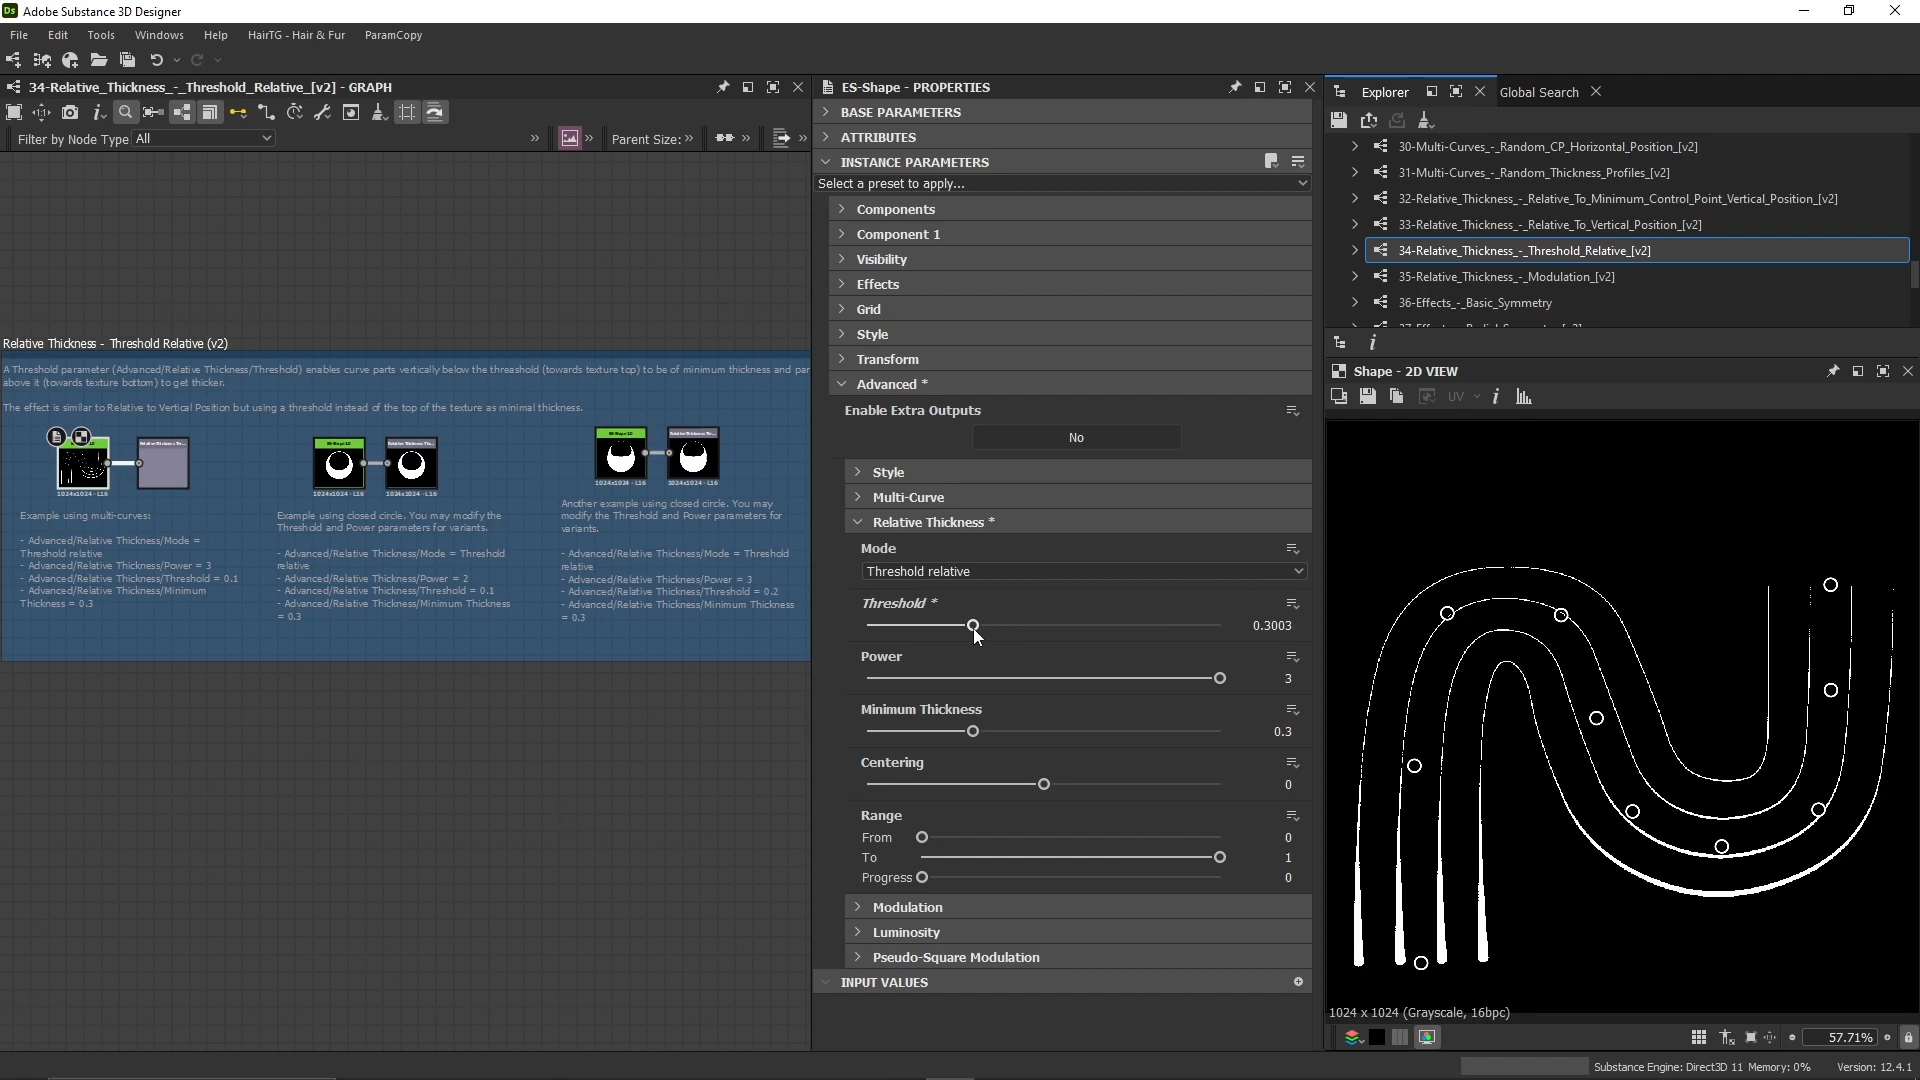 Ds Adobe Substance 3D Designer
File Edit Tools Windows Help HairTG - Hair & Fur ParamCopy
34-Relative_Thickness_-_Threshold_Relative_[v2] - GRAPH
Filter by Node Type All
Parent Size:
Relative Thickness - Threshold Relative (v2)
A Threshold parameter (Advanced/Relative Thickness/Threshold) enables curve parts vertically below the threashold (towards texture top) to be of minimum thickness and par
above it (towards texture bottom) to get thicker.
The effect is similar to Relative to Vertical Position but using a threshold instead of the top of the texture as minimal thickness.
1024x1024 - L16
1024x1024 - L16
1024x1024 - L16
1024x1024 - L16
1024x1024 - L16
Example using multi-curves:
- Advanced/Relative Thickness/Mode =
Threshold relative
- Advanced/Relative Thickness/Power = 3
- Advanced/Relative Thickness/Threshold = 0.1
- Advanced/Relative Thickness/Minimum
Thickness = 0.3
Example using closed circle. You may modify the
Threshold and Power parameters for variants.
- Advanced/Relative Thickness/Mode = Threshold
relative
- Advanced/Relative Thickness/Power = 2
- Advanced/Relative Thickness/Threshold = 0.1
- Advanced/Relative Thickness/Minimum Thickness
= 0.3
Another example using closed circle. You may
modify the Threshold and Power parameters for
variants.
- Advanced/Relative Thickness/Mode = Threshold
relative
- Advanced/Relative Thickness/Power = 3
- Advanced/Relative Thickness/Threshold = 0.2
- Advanced/Relative Thickness/Minimum Thickness
= 0.3
ES-Shape - PROPERTIES
BASE PARAMETERS
ATTRIBUTES
INSTANCE PARAMETERS
Select a preset to apply...
Components
Component 1
Visibility
Effects
Grid
Style
Transform
Advanced *
Enable Extra Outputs
No
Style
Multi-Curve
Relative Thickness *
Mode
Threshold relative
Threshold *
0.3003
Power
3
Minimum Thickness
0.3
Centering
0
Range
From 0
To 1
Progress 0
Modulation
Luminosity
Pseudo-Square Modulation
INPUT VALUES
Explorer Global Search
30-Multi-Curves_-_Random_CP_Horizontal_Position_[v2]
31-Multi-Curves_-_Random_Thickness_Profiles_[v2]
32-Relative_Thickness_-_Relative_To_Minimum_Control_Point_Vertical_Position_[v2]
33-Relative_Thickness_-_Relative_To_Vertical_Position_[v2]
34-Relative_Thickness_-_Threshold_Relative_[v2]
35-Relative_Thickness_-_Modulation_[v2]
36-Effects_-_Basic_Symmetry
Shape - 2D VIEW
UV
1024 x 1024 (Grayscale, 16bpc)
57.71%
Substance Engine: Direct3D 11 Memory: 0% Version: 12.4.1